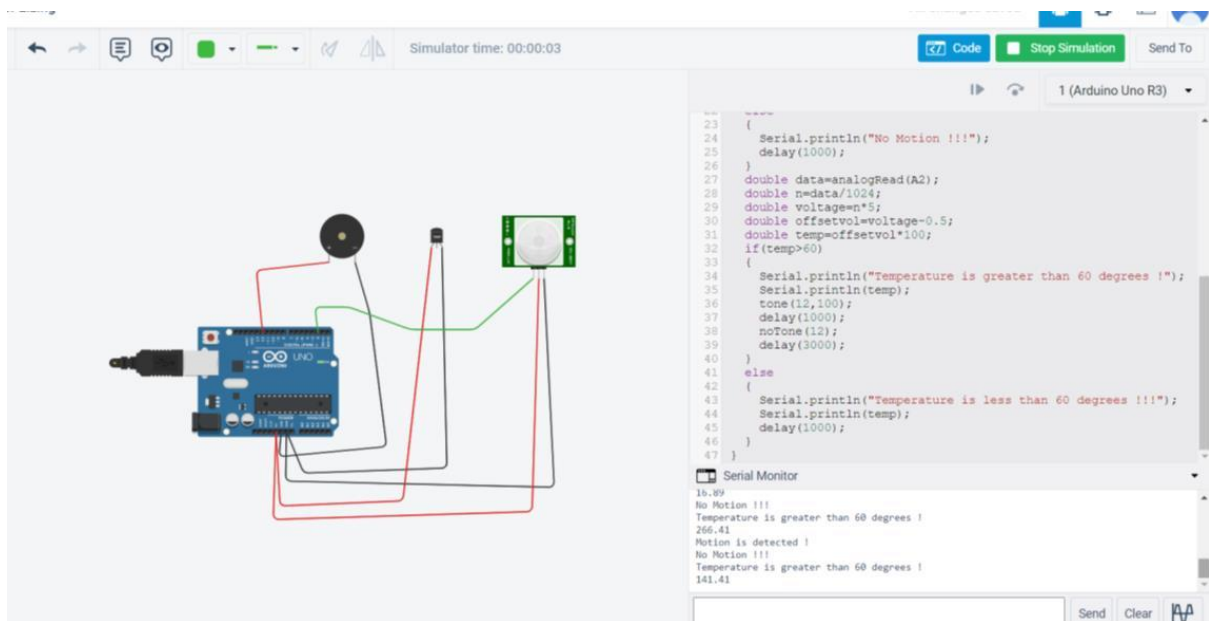 Simulator time: 00:00:03
Code
Stop Simulation
Send To
1 (Arduino Uno R3)
22 else
23 {
24 Serial.println("No Motion !!!");
25 delay(1000);
26 }
27 double data=analogRead(A2);
28 double n=data/1024;
29 double voltage=n*5;
30 double offsetvol=voltage-0.5;
31 double temp=offsetvol*100;
32 if(temp>60)
33 {
34 Serial.println("Temperature is greater than 60 degrees !");
35 Serial.println(temp);
36 tone(12,100);
37 delay(1000);
38 noTone(12);
39 delay(3000);
40 }
41 else
42 {
43 Serial.println("Temperature is less than 60 degrees !!!");
44 Serial.println(temp);
45 delay(1000);
46 }
47 }
UNO
ARDUINO
Serial Monitor
16.89
No Motion !!!
Temperature is greater than 60 degrees !
266.41
Motion is detected !
No Motion !!!
Temperature is greater than 60 degrees !
141.41
Send
Clear